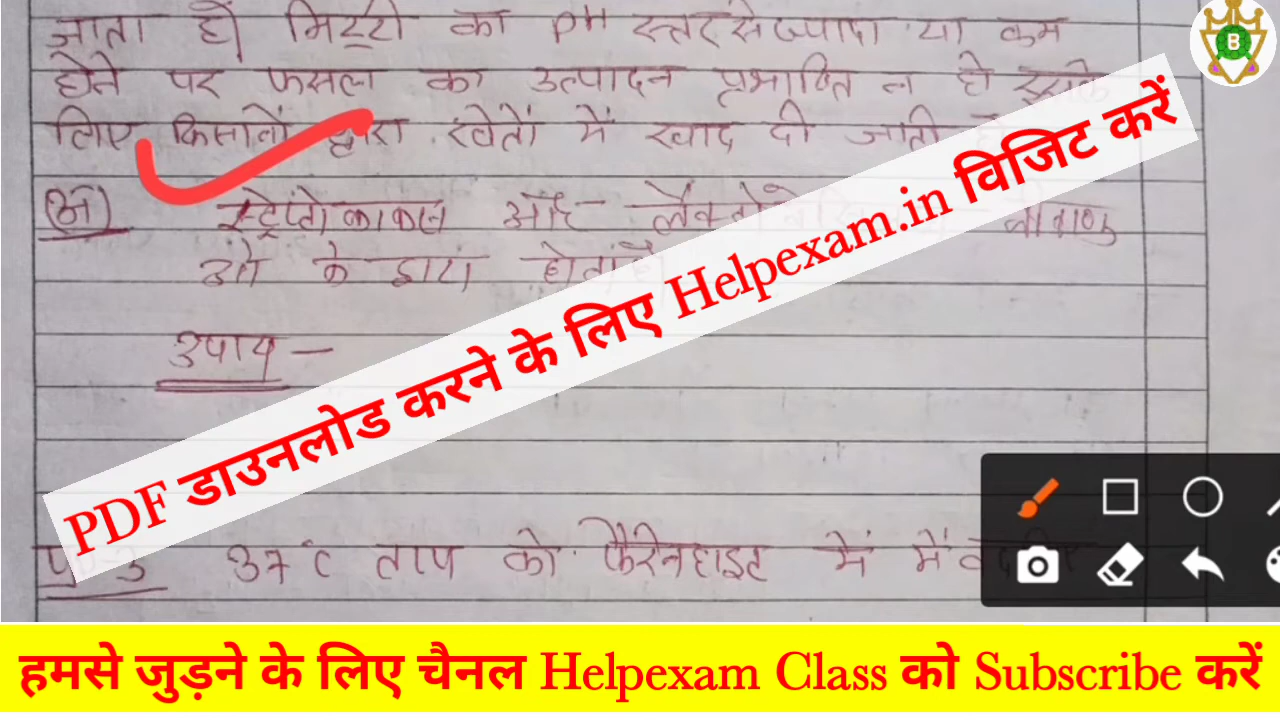 जाता है। मिट्टी का pH स्तर से ज्यादा या कम
होने पर फसल का उत्पादन प्रभावित न हो इसके
लिए किसानों द्वारा खेतों में खाद दी जाती है
(अ) स्ट्रेप्टोकाकस और
ओ के द्वारा होता है
उपाय –
PDF डाउनलोड करने के लिए Helpexam.in विजिट करें
37°C ताप को फैरेनहाइट में में
B
हमसे जुड़ने के लिए चैनल Helpexam Class को Subscribe करें